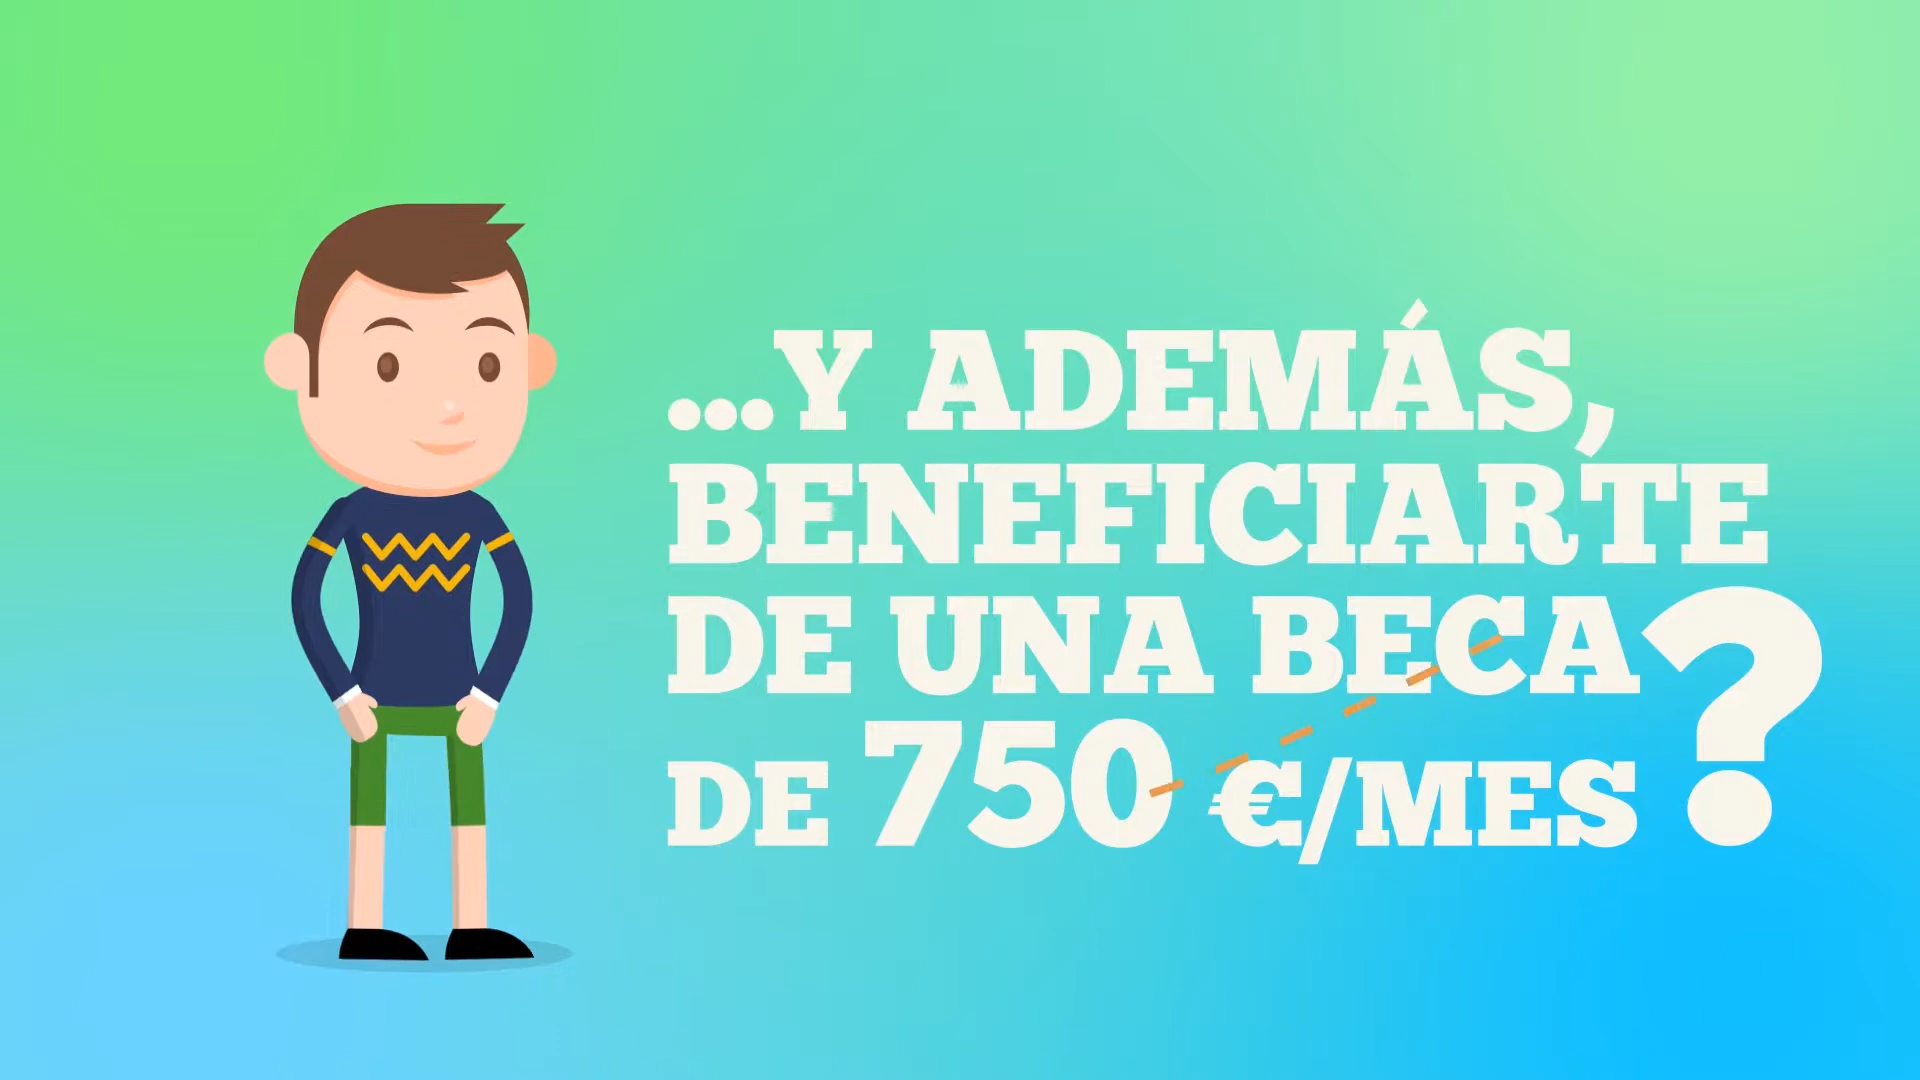 ...Y ADEMÁS,
BENEFICIARTE
DE UNA BECA
DE 750 €/MES?